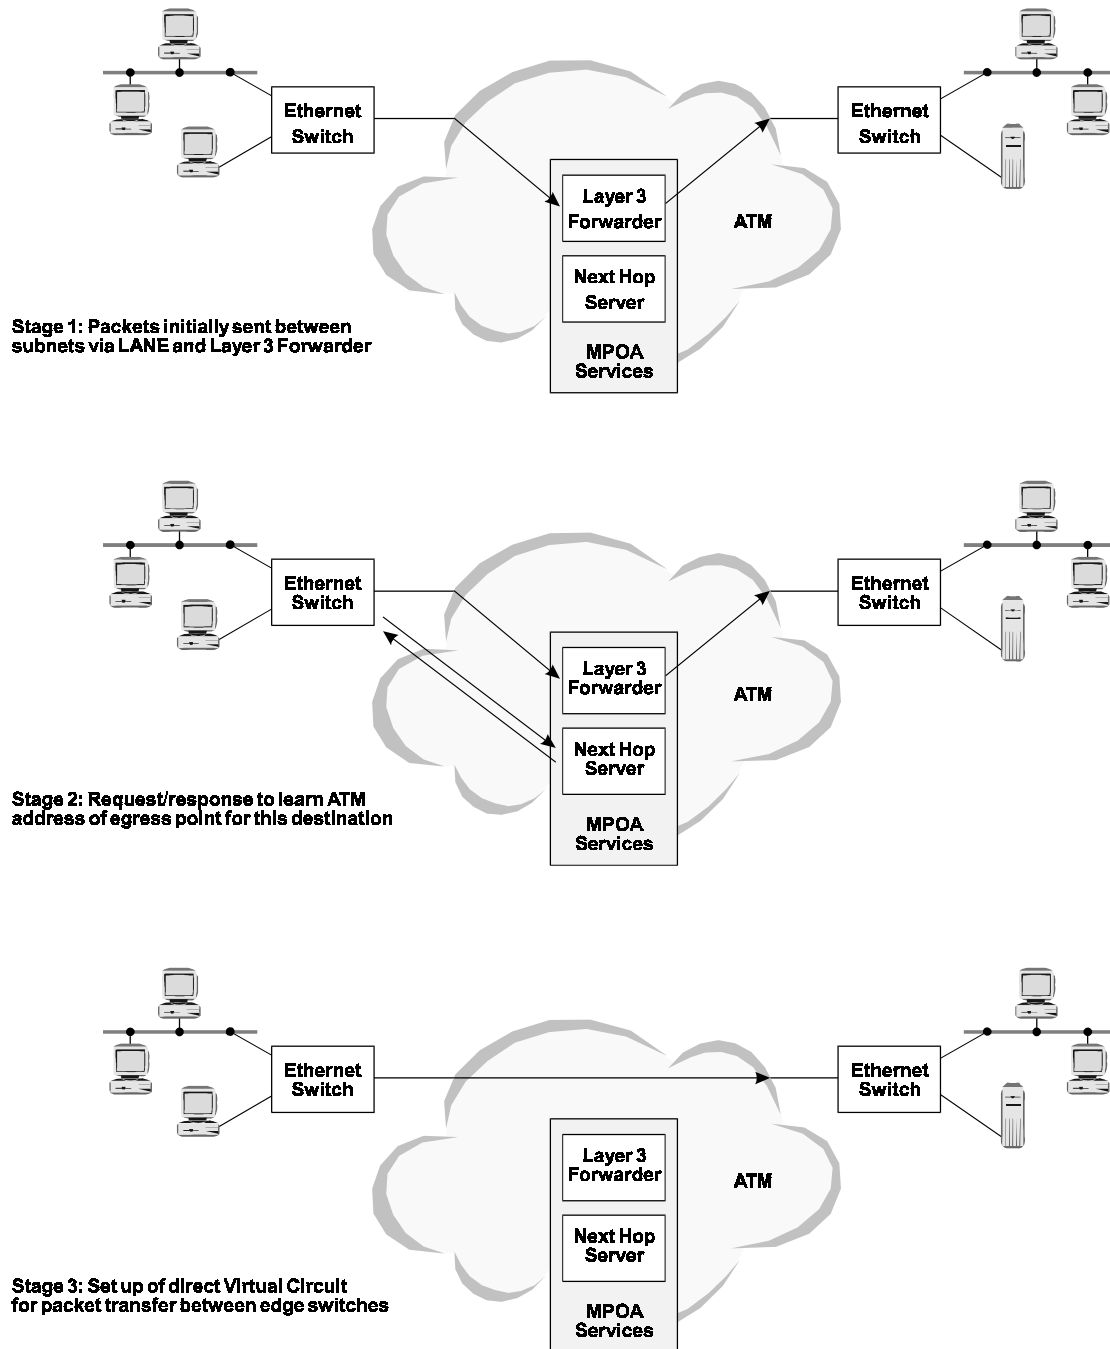 Ethernet
Switch
Ethernet
Switch
Layer 3
Forwarder
ATM
Next Hop
Server
MPOA
Services
Stage 1: Packets initially sent between
subnets via LANE and Layer 3 Forwarder
Ethernet
Switch
Ethernet
Switch
Layer 3
Forwarder
ATM
Next Hop
Server
MPOA
Services
Stage 2: Request/response to learn ATM
address of egress point for this destination
Ethernet
Switch
Ethernet
Switch
Layer 3
Forwarder
ATM
Next Hop
Server
MPOA
Services
Stage 3: Set up of direct Virtual Circuit
for packet transfer between edge switches